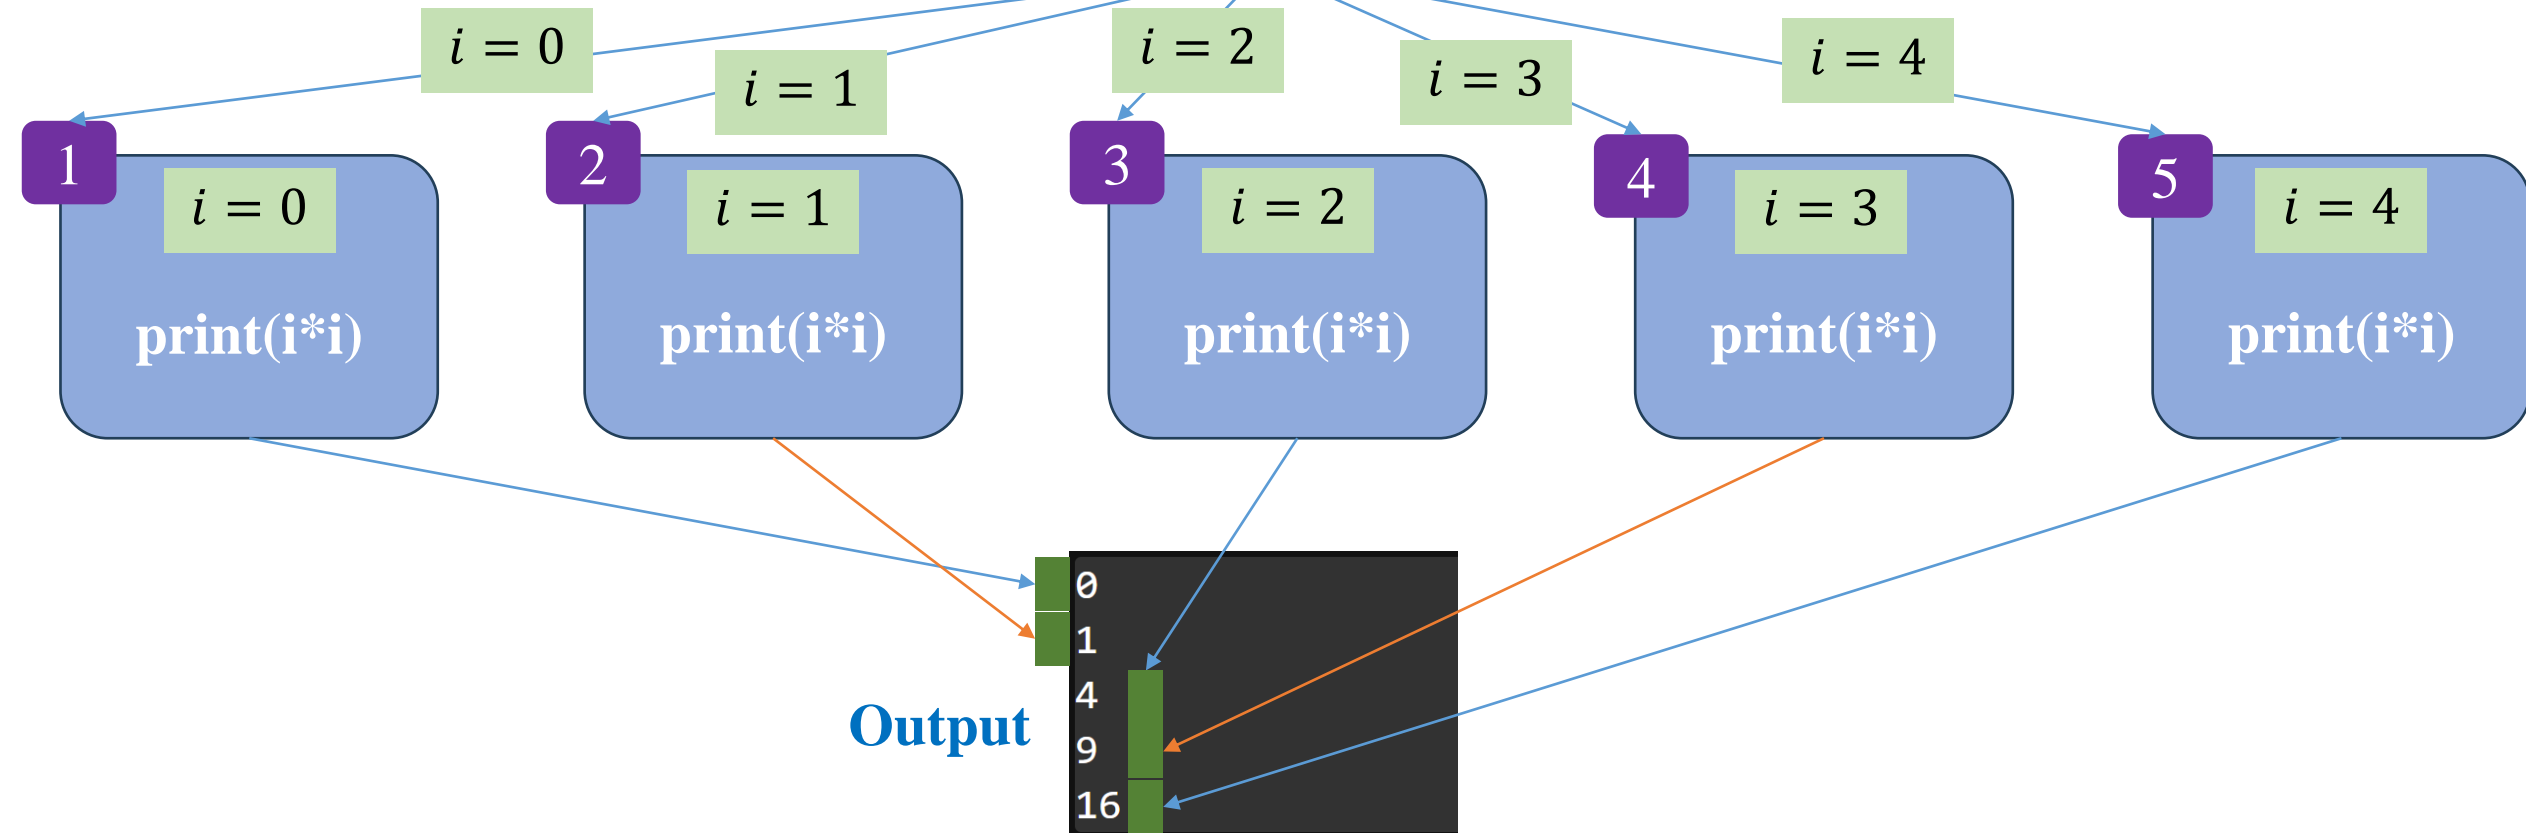 i = 0
i = 1
i = 2
i = 3
i = 4
1
2
3
4
5
i = 0
i = 1
i = 2
i = 3
i = 4
print(i*i)
print(i*i)
print(i*i)
print(i*i)
print(i*i)
Output
0
1
4
9
16